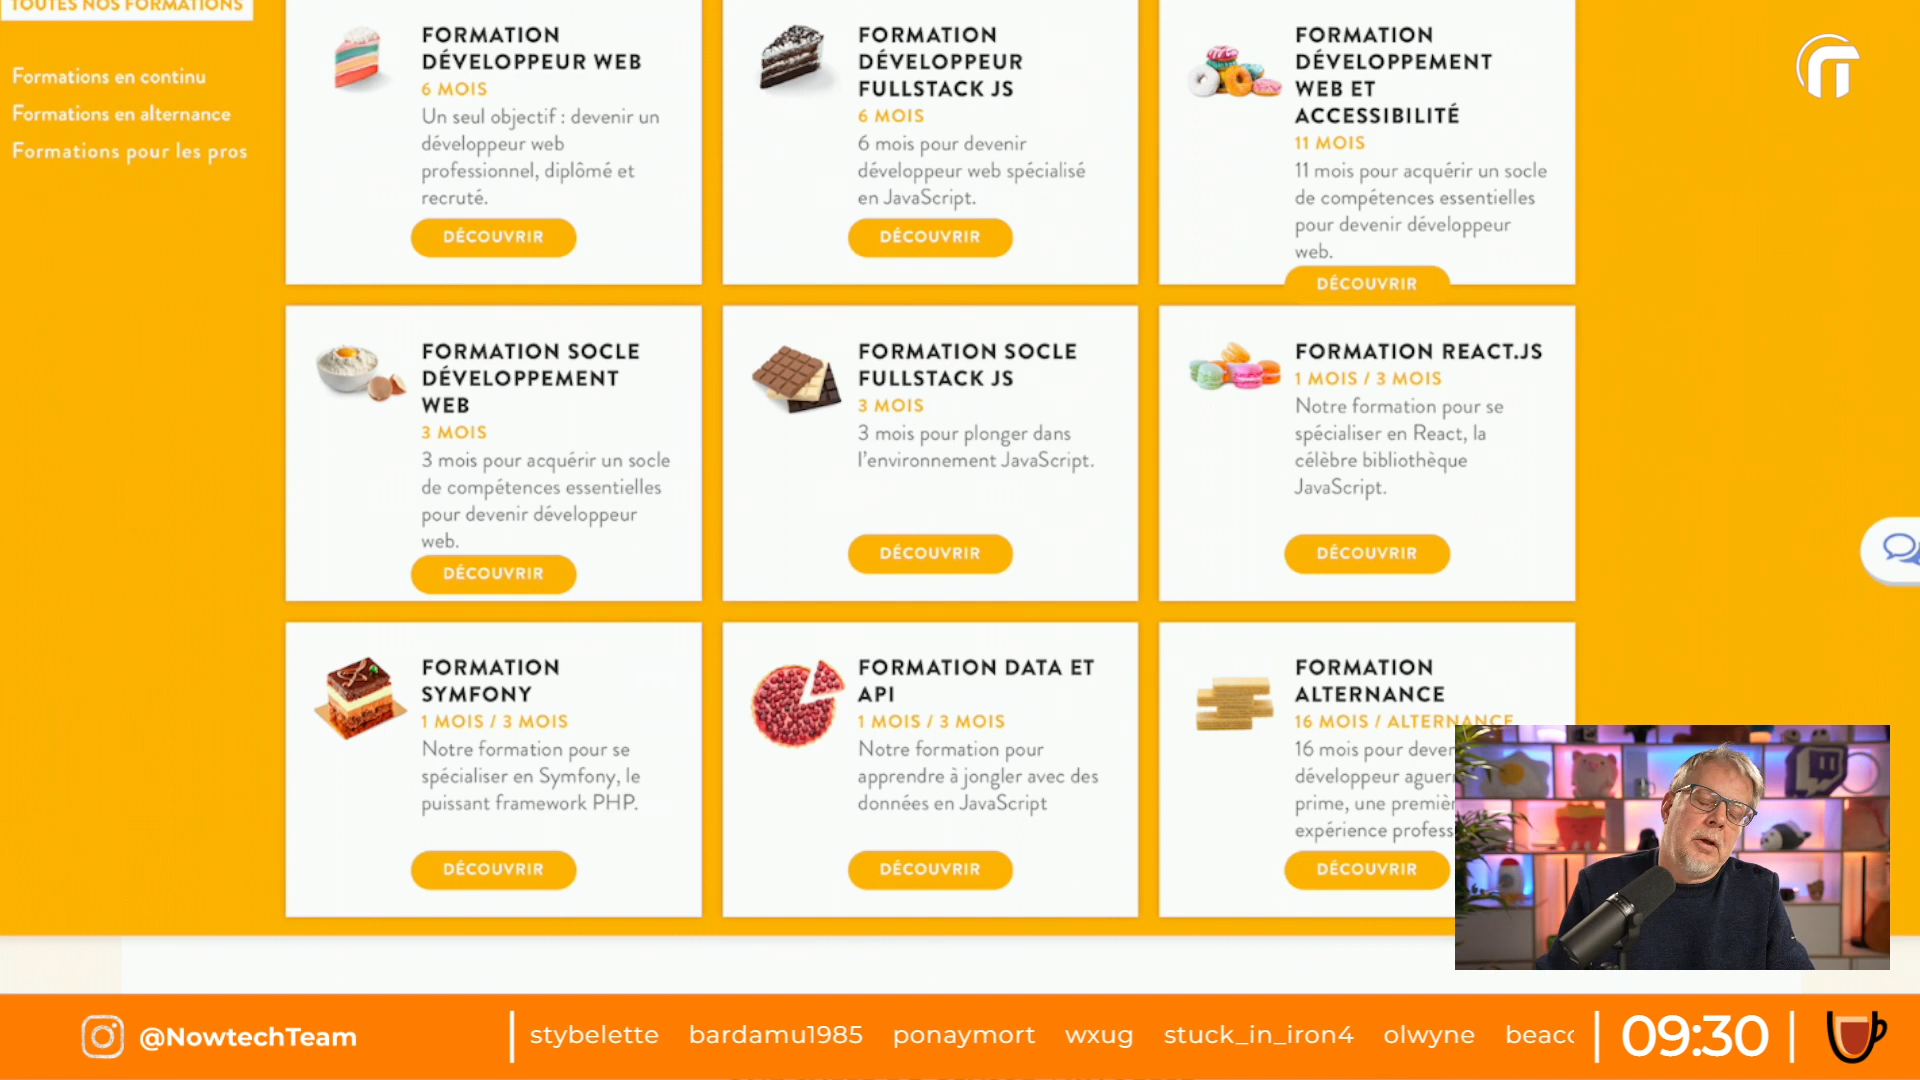 TOUTES NOS FORMATIONS
Formations en continu
Formations en alternance
Formations pour les pros
FORMATION
DÉVELOPPEUR WEB
6 MOIS
Un seul objectif : devenir un
développeur web
professionnel, diplômé et
recruté.
DÉCOUVRIR
FORMATION
DÉVELOPPEUR
FULLSTACK JS
6 MOIS
6 mois pour devenir
développeur web spécialisé
en JavaScript.
DÉCOUVRIR
FORMATION
DÉVELOPPEMENT
WEB ET
ACCESSIBILITÉ
11 MOIS
11 mois pour acquérir un socle
de compétences essentielles
pour devenir développeur
web.
DÉCOUVRIR
FORMATION SOCLE
DÉVELOPPEMENT
WEB
3 MOIS
3 mois pour acquérir un socle
de compétences essentielles
pour devenir développeur
web.
DÉCOUVRIR
FORMATION SOCLE
FULLSTACK JS
3 MOIS
3 mois pour plonger dans
l'environnement JavaScript.
DÉCOUVRIR
FORMATION REACT.JS
1 MOIS / 3 MOIS
Notre formation pour se
spécialiser en React, la
célèbre bibliothèque
JavaScript.
DÉCOUVRIR
FORMATION
SYMFONY
1 MOIS / 3 MOIS
Notre formation pour se
spécialiser en Symfony, le
puissant framework PHP.
DÉCOUVRIR
FORMATION DATA ET
API
1 MOIS / 3 MOIS
Notre formation pour
apprendre à jongler avec des
données en JavaScript
DÉCOUVRIR
FORMATION
ALTERNANCE
16 MOIS / ALTERNANCE
16 mois pour deven
développeur aguer
prime, une premièr
expérience profess
DÉCOUVRIR
@NowtechTeam
stybelette bardamu1985 ponaymort wxug stuck_in_iron4 olwyne beacc
09:30